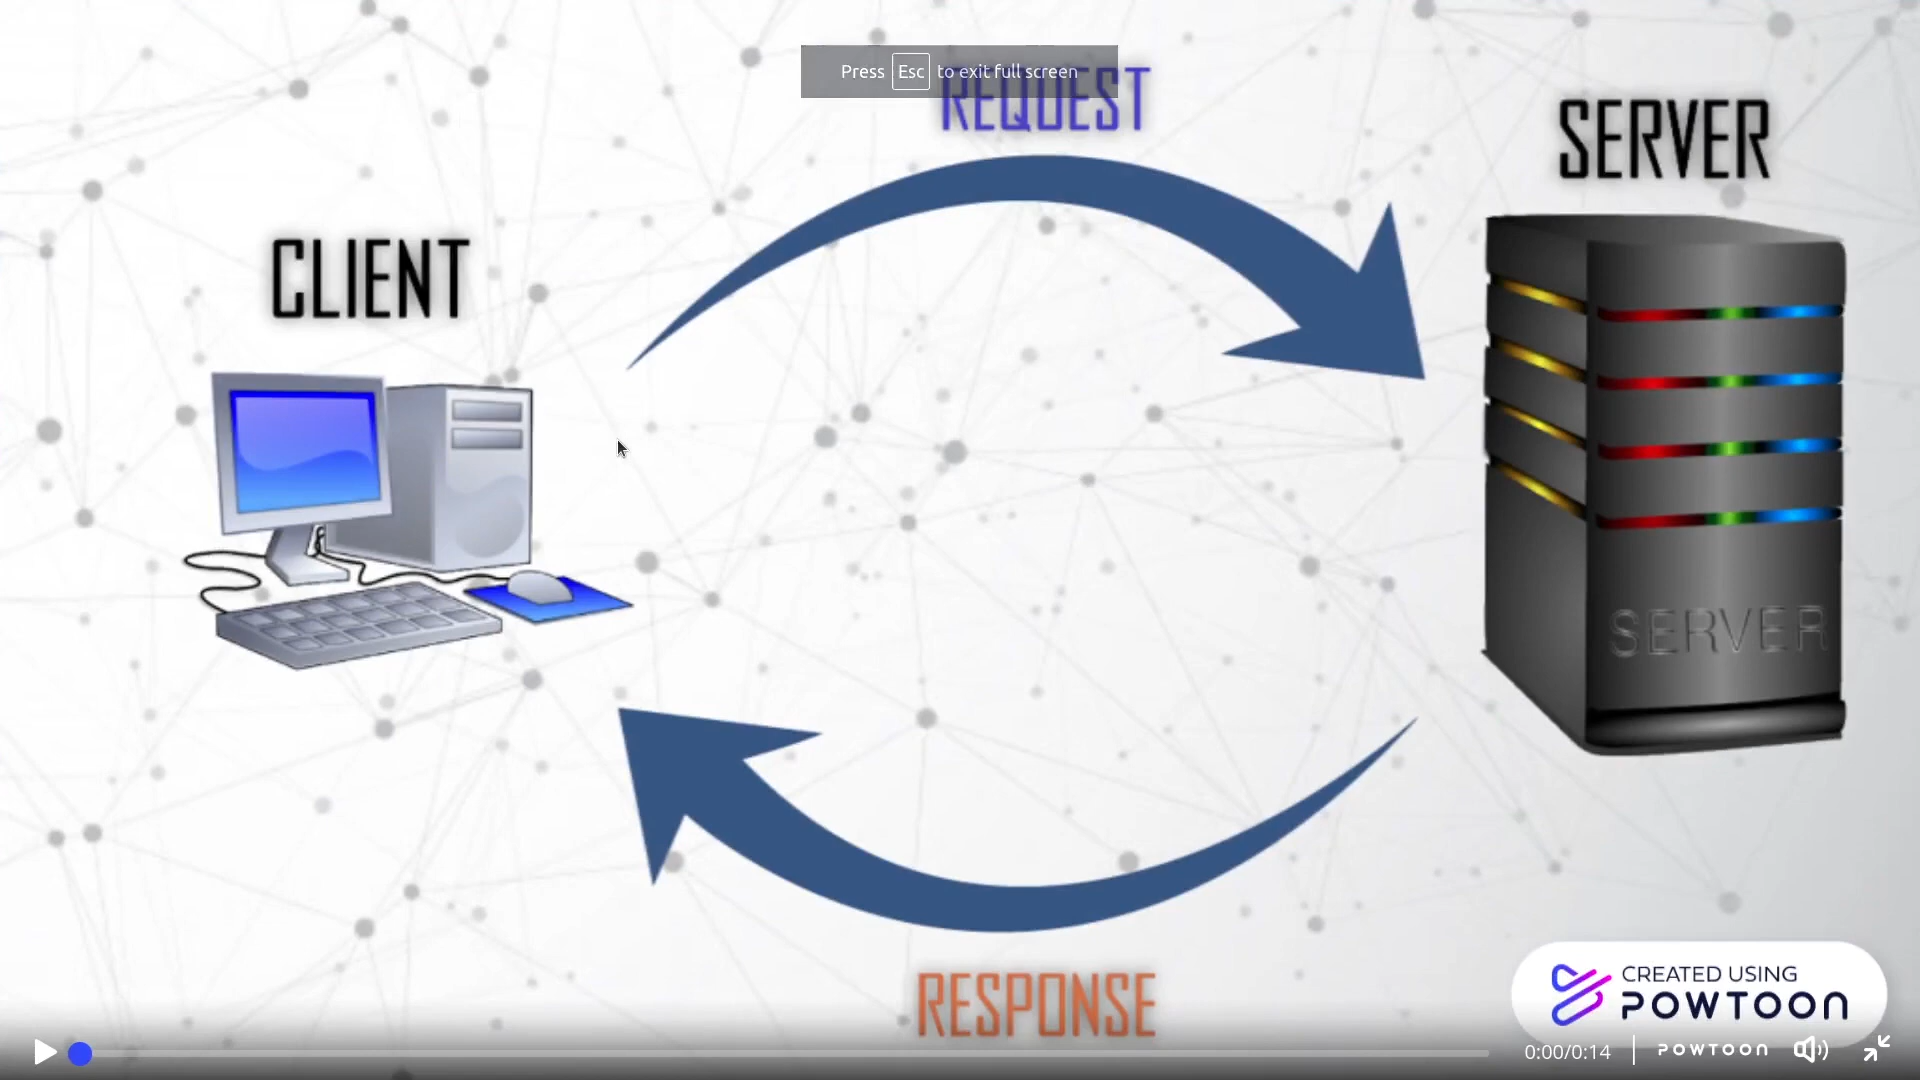 Press Esc to exit full screen
REQUEST
SERVER
CLIENT
SERVER
RESPONSE
CREATED USING
POWTOON
0:00/0:14
POWTOON